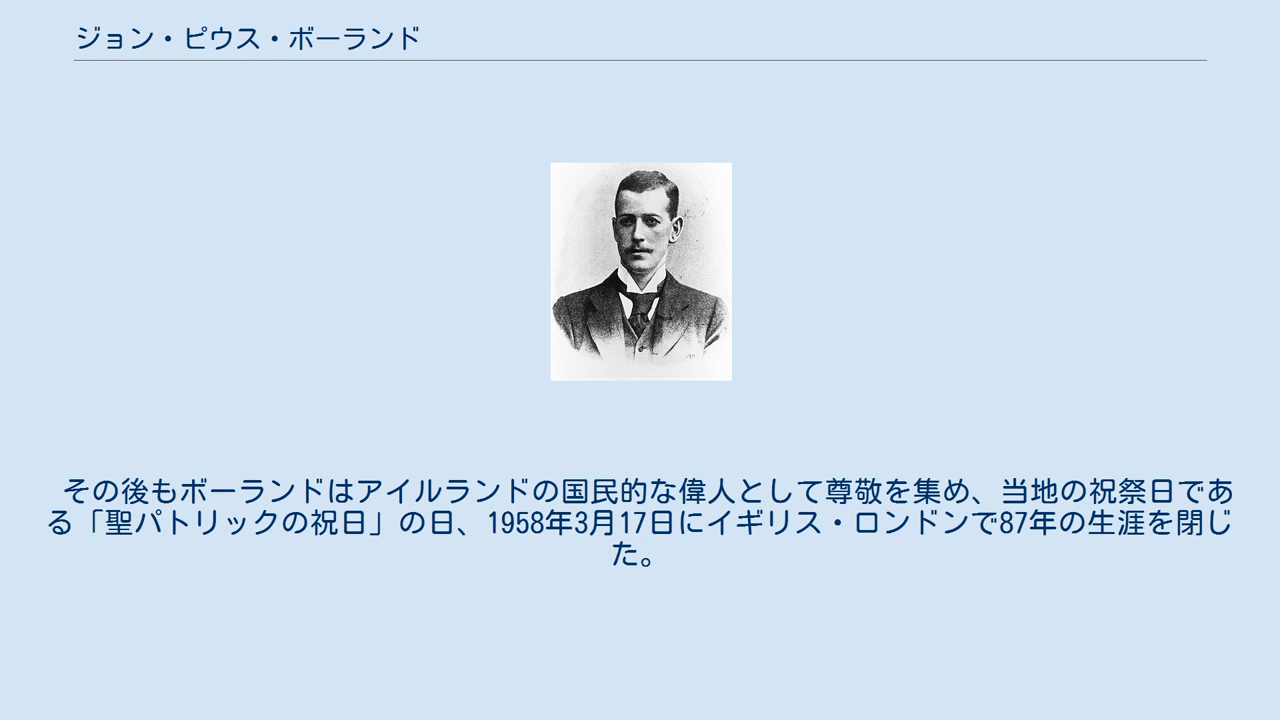 ジョン・ピウス・ボーランド
その後もボーランドはアイルランドの国民的な偉人として尊敬を集め、当地の祝祭日であ
る「聖パトリックの祝日」の日、1958年3月17日にイギリス・ロンドンで87年の生涯を閉じ
た。